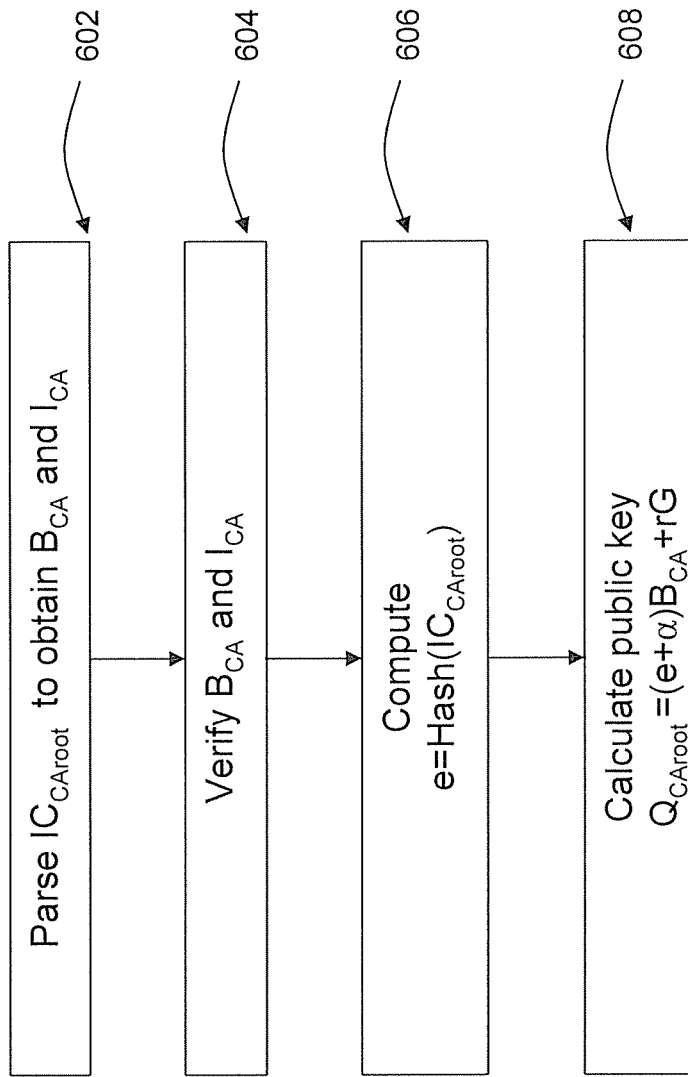 Parse IC_CAroot to obtain B_CA and I_CA
602
Verify B_CA and I_CA
604
Compute
e=Hash(IC_CAroot)
606
Calculate public key
Q_CAroot =(e+α)B_CA+rG
608